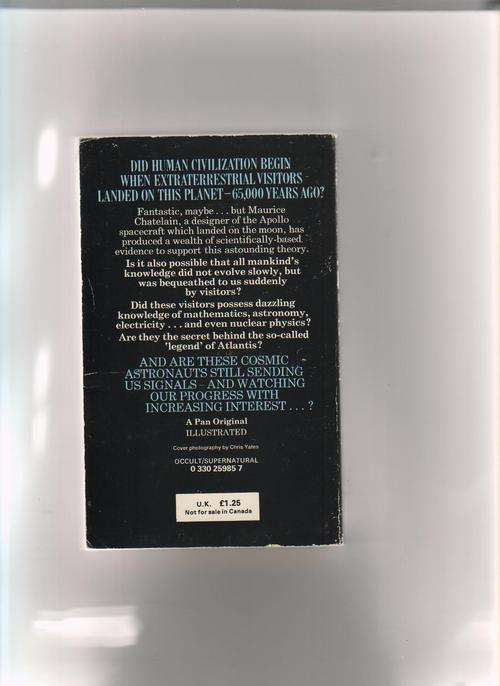 DID HUMAN CIVILIZATION BEGIN
WHEN EXTRATERRESTRIAL VISITORS
LANDED ON THIS PLANET–65,000 YEARS AGO?
Fantastic, maybe . . . but Maurice
Chatelain, a designer of the Apollo
spacecraft which landed on the moon, has
produced a wealth of scientifically-based
evidence to support this astounding theory.
Is it also possible that all mankind's
knowledge did not evolve slowly, but
was bequeathed to us suddenly
by visitors?
Did these visitors possess dazzling
knowledge of mathematics, astronomy,
electricity . . . and even nuclear physics?
Are they the secret behind the so-called
'legend' of Atlantis?
AND ARE THESE COSMIC
ASTRONAUTS STILL SENDING
US SIGNALS – AND WATCHING
OUR PROGRESS WITH
INCREASING INTEREST . . . ?
A Pan Original
ILLUSTRATED
Cover photography by Chris Yates
OCCULT/SUPERNATURAL
0 330 25985 7
U.K. £1.25
Not for sale in Canada